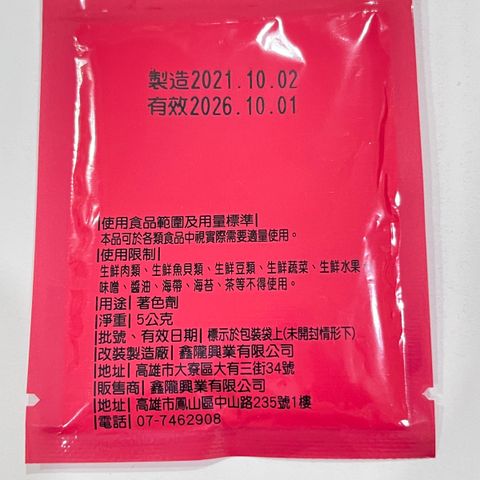 製造2021.10.02
有效2026.10.01
|使用食品範圍及用量標準|
本品可於各類食品中視實際需要適量使用。
|使用限制|
生鮮肉類、生鮮魚貝類、生鮮豆類、生鮮蔬菜、生鮮水果
味噌、醬油、海帶、海苔、茶等不得使用。
|用途| 著色劑
|淨重| 5公克
|批號、有效日期| 標示於包裝袋上(未開封情形下)
|改裝製造廠| 鑫隴興業有限公司
|地址| 高雄市大寮區大有三街34號
|販售商| 鑫隴興業有限公司
|地址| 高雄市鳳山區中山路235號1樓
|電話| 07-7462908